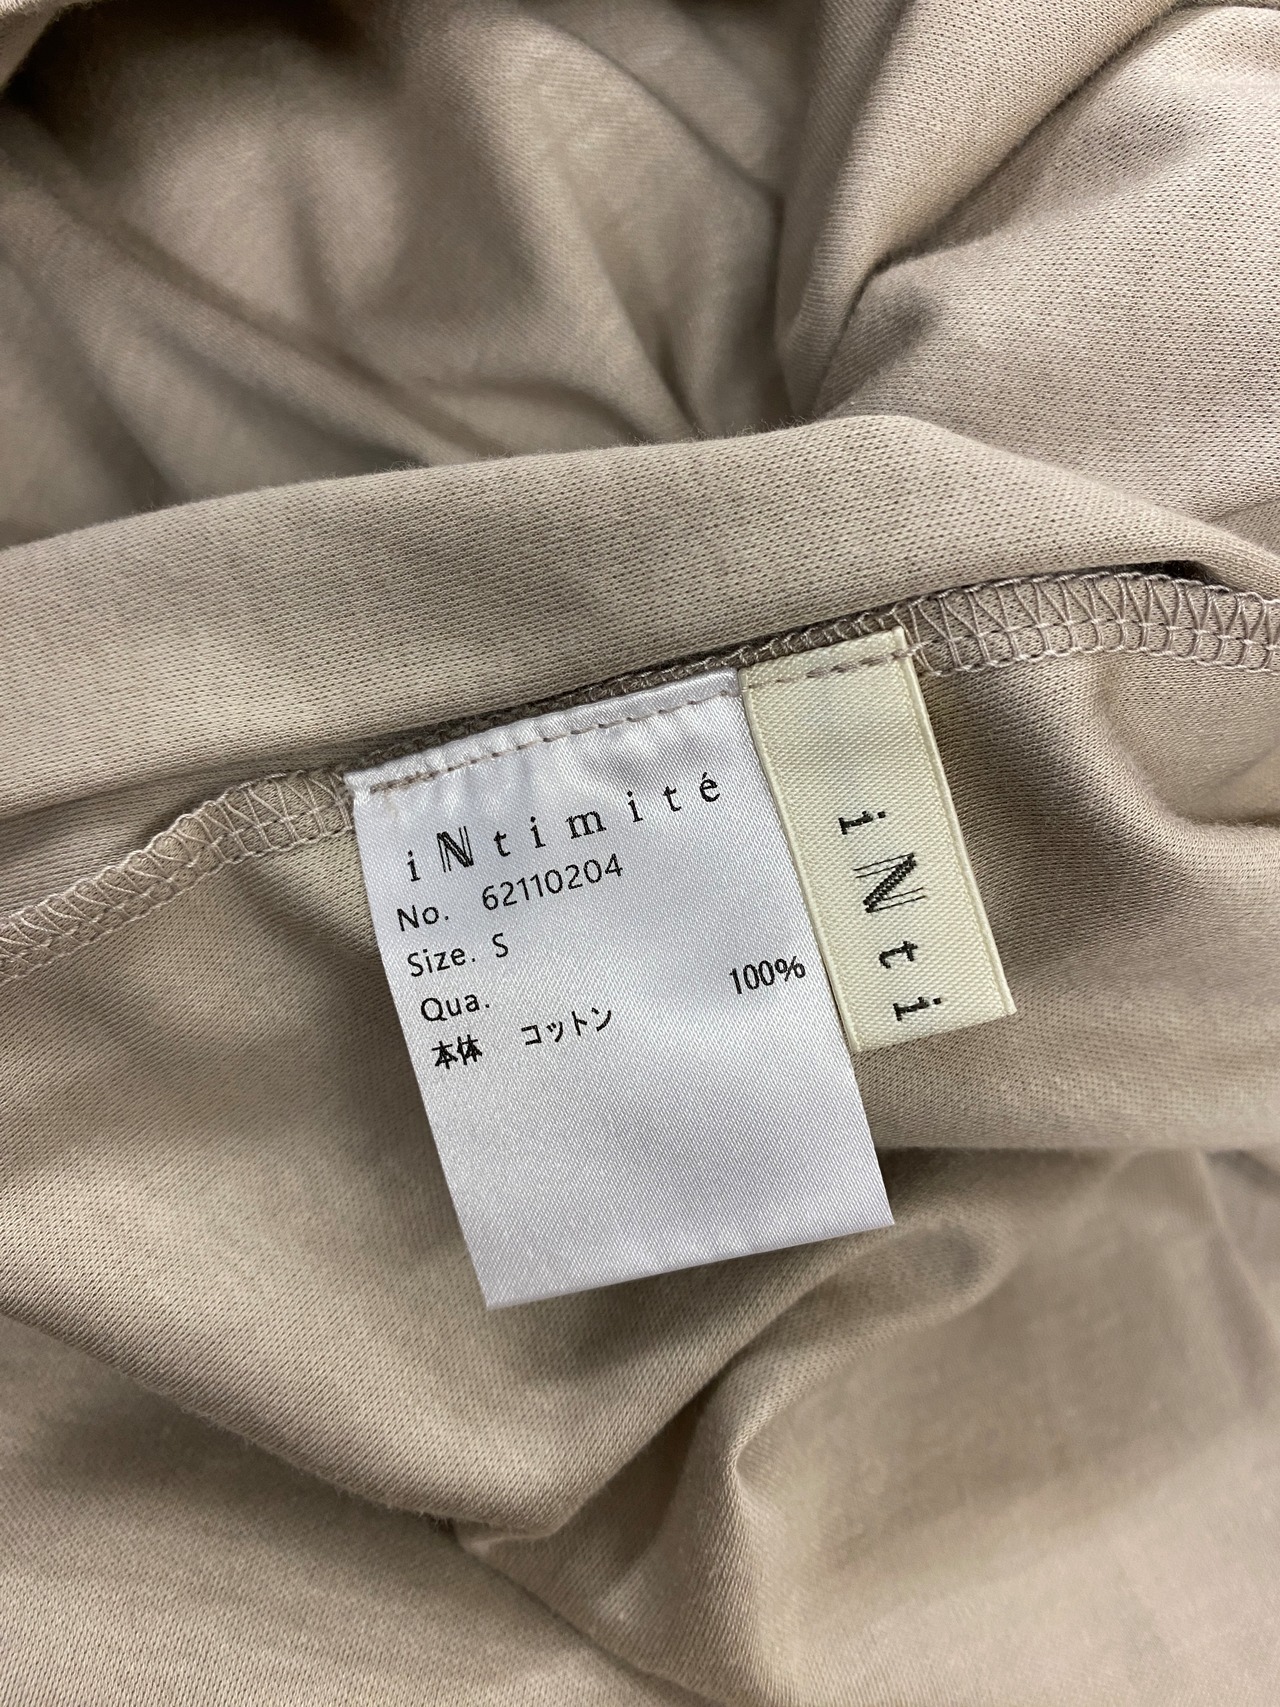 iNtimité
No. 62110204
Size. S
Qua.
本体 コットン 100%
iNti